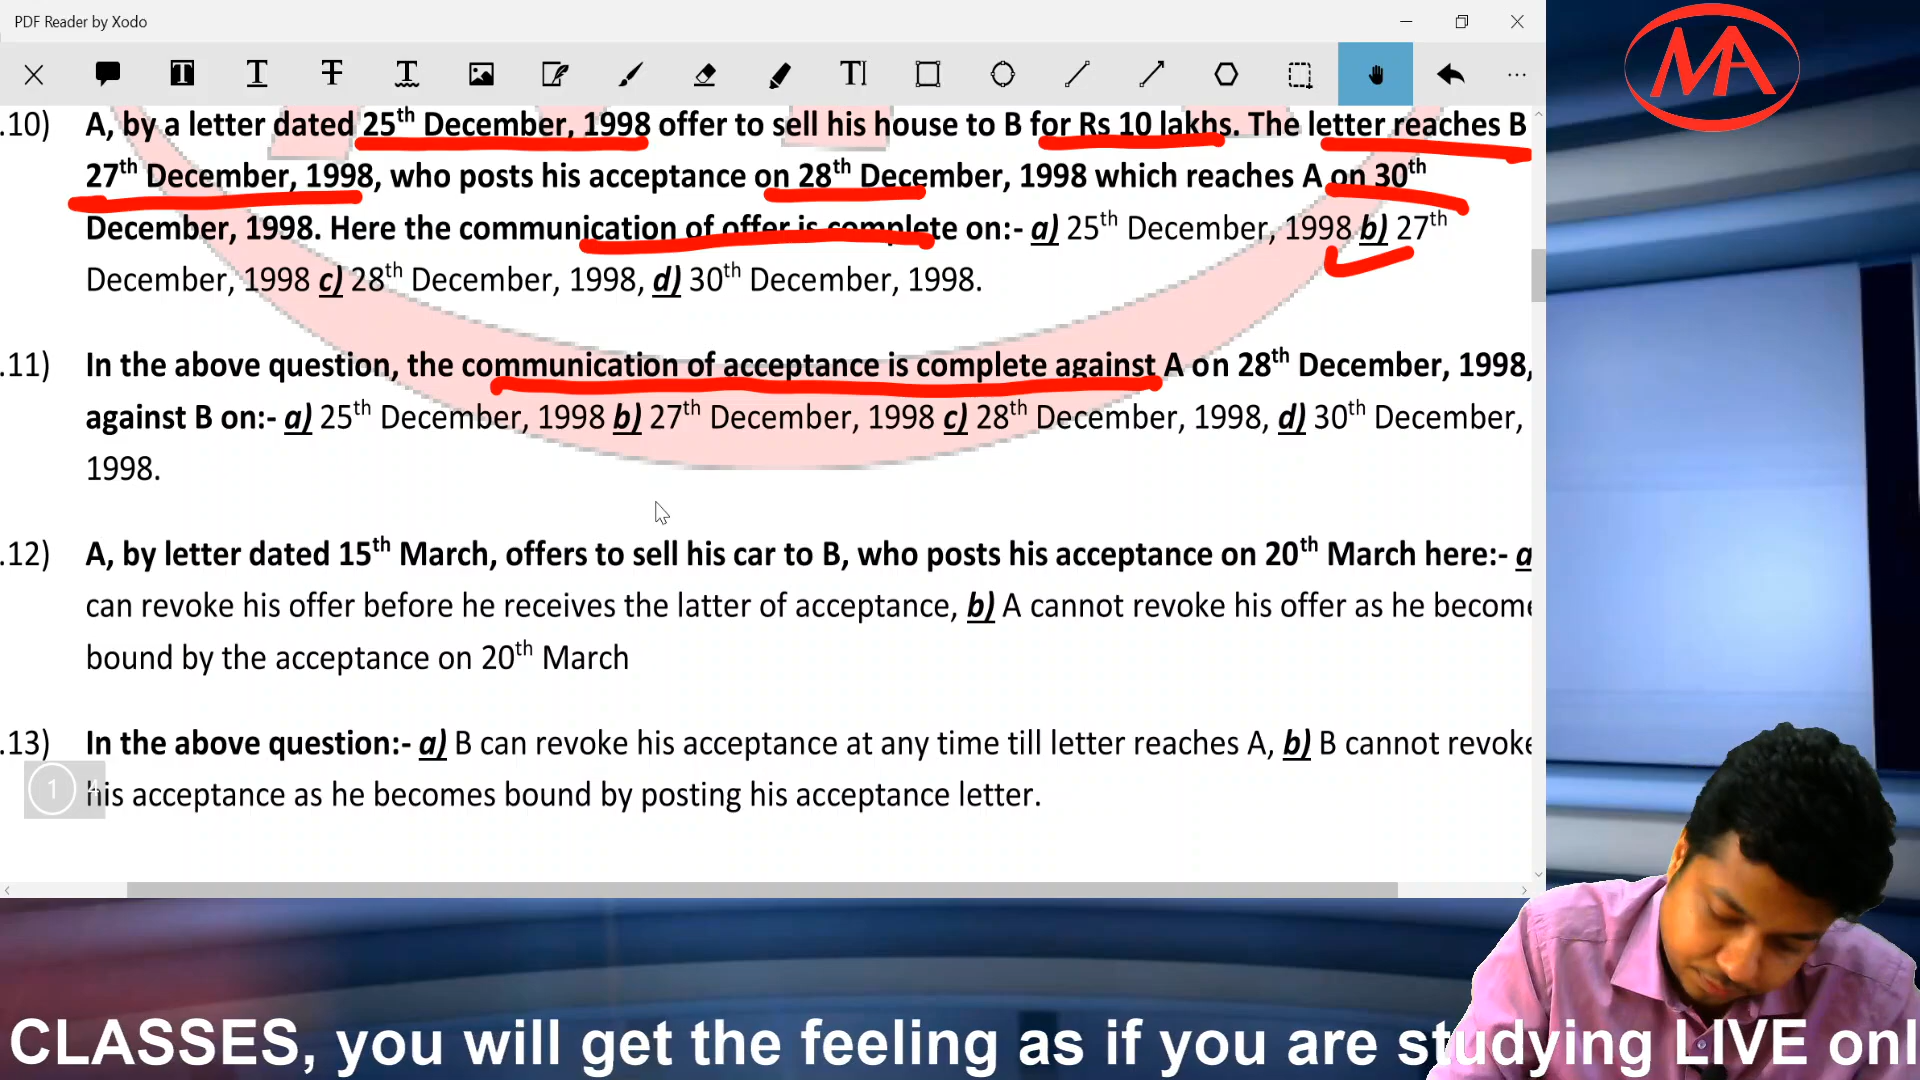 PDF Reader by Xodo
MA
.10) A, by a letter dated 25th December, 1998 offer to sell his house to B for Rs 10 lakhs. The letter reaches B
27th December, 1998, who posts his acceptance on 28th December, 1998 which reaches A on 30th
December, 1998. Here the communication of offer is complete on:- a) 25th December, 1998 b) 27th
December, 1998 c) 28th December, 1998, d) 30th December, 1998.
.11) In the above question, the communication of acceptance is complete against A on 28th December, 1998,
against B on:- a) 25th December, 1998 b) 27th December, 1998 c) 28th December, 1998, d) 30th December,
1998.
.12) A, by letter dated 15th March, offers to sell his car to B, who posts his acceptance on 20th March here:- a
can revoke his offer before he receives the latter of acceptance, b) A cannot revoke his offer as he become
bound by the acceptance on 20th March
.13) In the above question:- a) B can revoke his acceptance at any time till letter reaches A, b) B cannot revoke
his acceptance as he becomes bound by posting his acceptance letter.
1 4
CLASSES, you will get the feeling as if you are studying LIVE onl